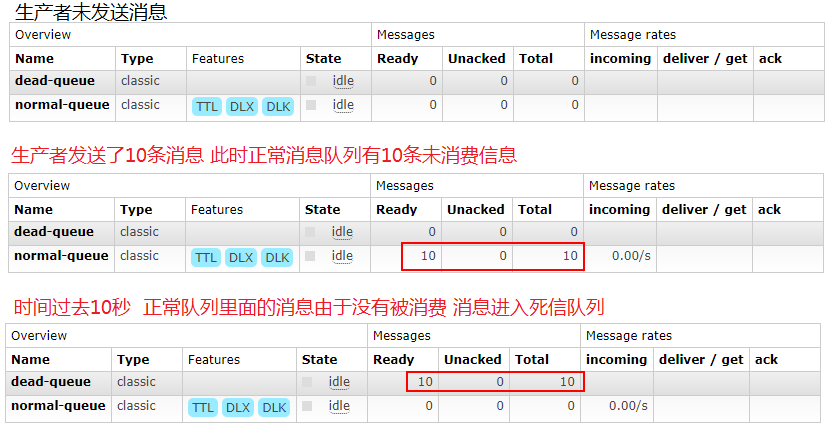 生产者未发送消息
Overview Messages Message rates
Name Type Features State Ready Unacked Total incoming deliver / get ack
dead-queue classic idle 0 0 0
normal-queue classic TTL DLX DLK idle 0 0 0
生产者发送了10条消息 此时正常消息队列有10条未消费信息
Overview Messages Message rates
Name Type Features State Ready Unacked Total incoming deliver / get ack
dead-queue classic idle 0 0 0
normal-queue classic TTL DLX DLK idle 10 0 10 0.00/s
时间过去10秒 正常队列里面的消息由于没有被消费 消息进入死信队列
Overview Messages Message rates
Name Type Features State Ready Unacked Total incoming deliver / get ack
dead-queue classic idle 10 0 10
normal-queue classic TTL DLX DLK idle 0 0 0 0.00/s